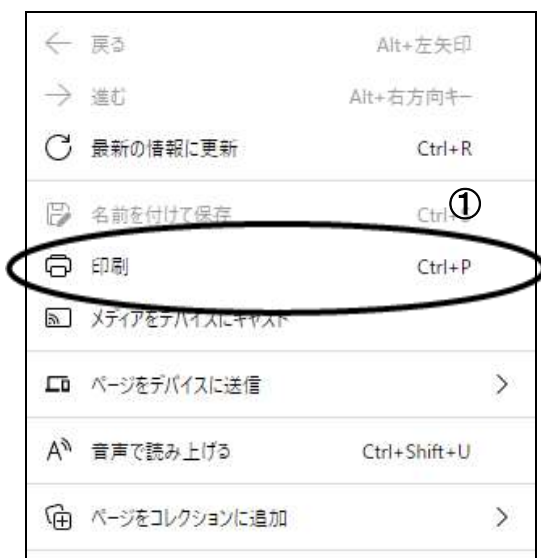 戻る Alt+左矢印
進む Alt+右方向キー
最新の情報に更新 Ctrl+R
①
名前を付けて保存 Ctrl+
印刷 Ctrl+P
メディアをデバイスにキャスト
ページをデバイスに送信
音声で読み上げる Ctrl+Shift+U
ページをコレクションに追加